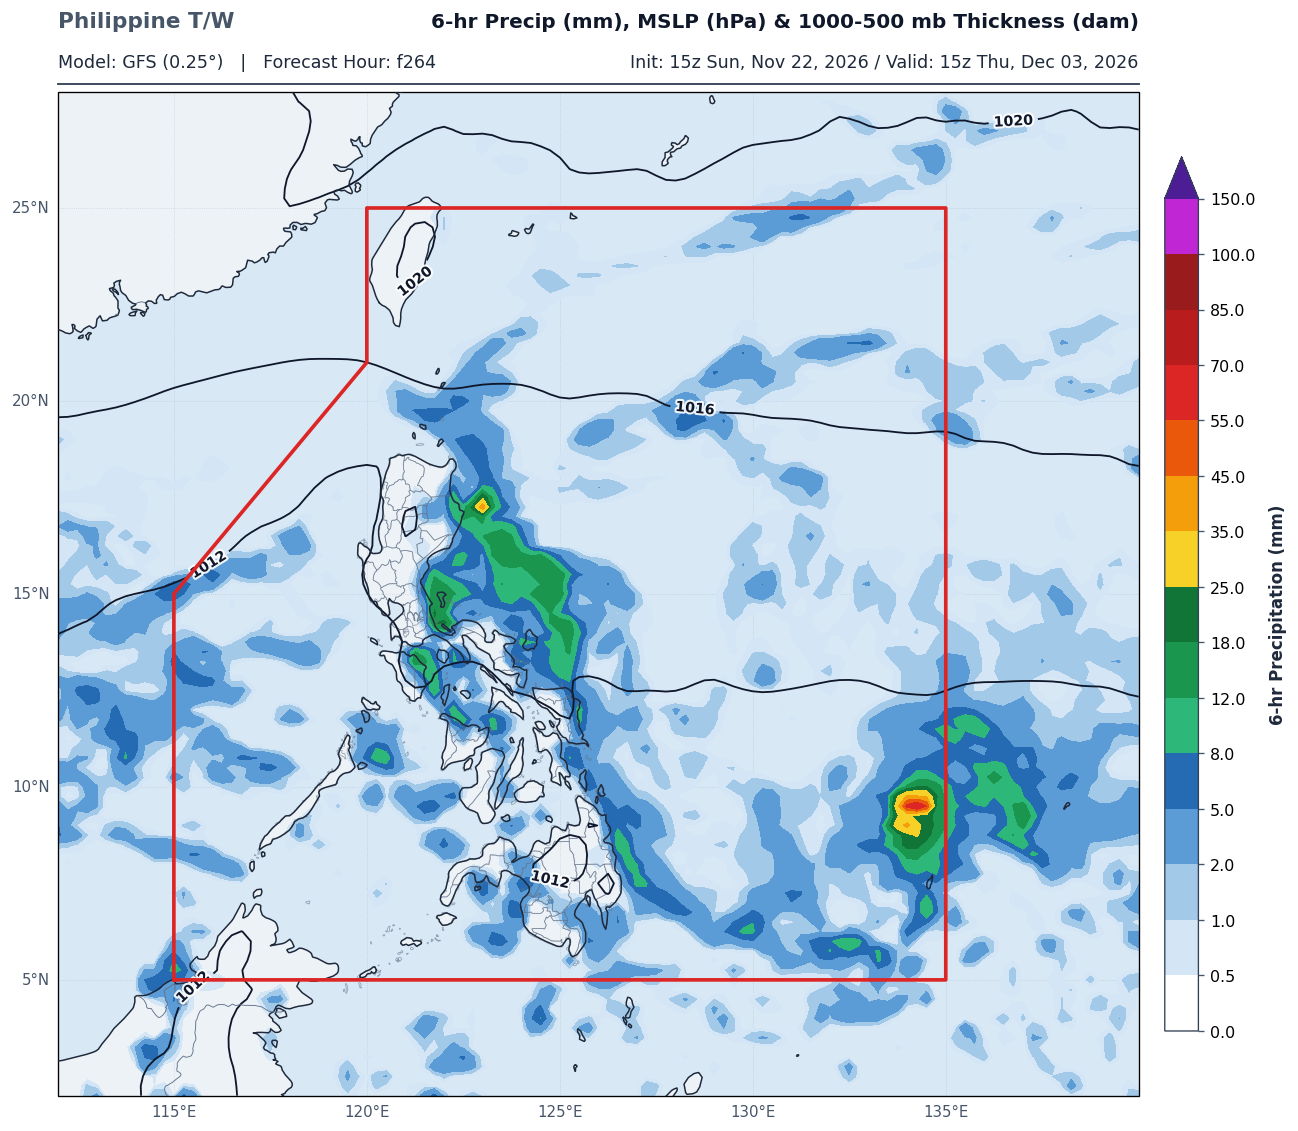 Philippine T/W
6-hr Precip (mm), MSLP (hPa) & 1000-500 mb Thickness (dam)
Model: GFS (0.25°) | Forecast Hour: f264
Init: 15z Sun, Nov 22, 2026 / Valid: 15z Thu, Dec 03, 2026
1020
25°N
1020
20°N
1016
1012
15°N
10°N
1012
5°N
1012
115°E
120°E
125°E
130°E
135°E
150.0
100.0
85.0
70.0
55.0
45.0
35.0
25.0
18.0
12.0
8.0
5.0
2.0
1.0
0.5
0.0
6-hr Precipitation (mm)